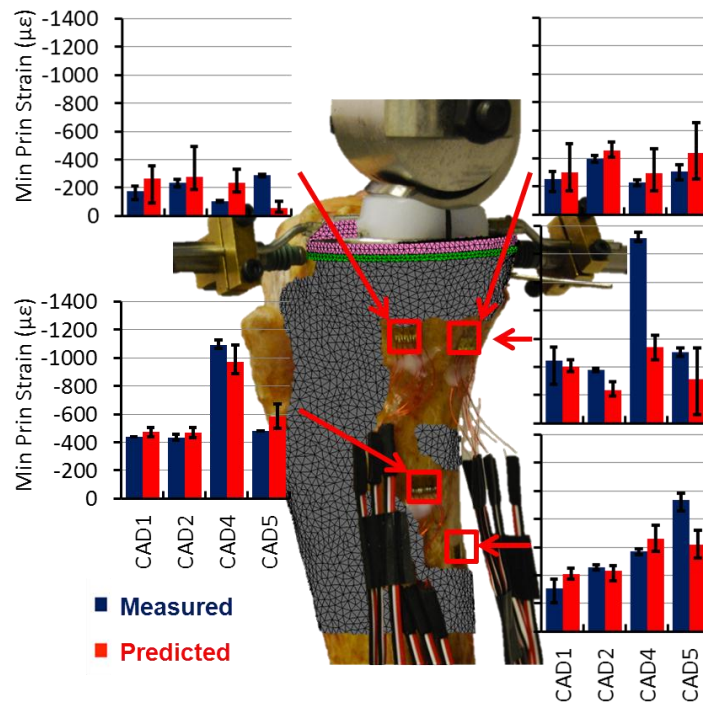 Min Prin Strain (µε)
-1400
-1200
-1000
-800
-600
-400
-200
0
Min Prin Strain (µε)
-1400
-1200
-1000
-800
-600
-400
-200
0
CAD1
CAD2
CAD4
CAD5
Measured
Predicted
CAD1
CAD2
CAD4
CAD5